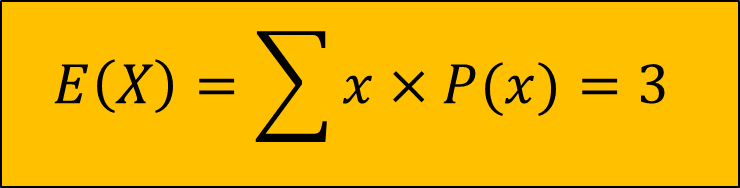 E(X) = ∑ x × P(x) = 3